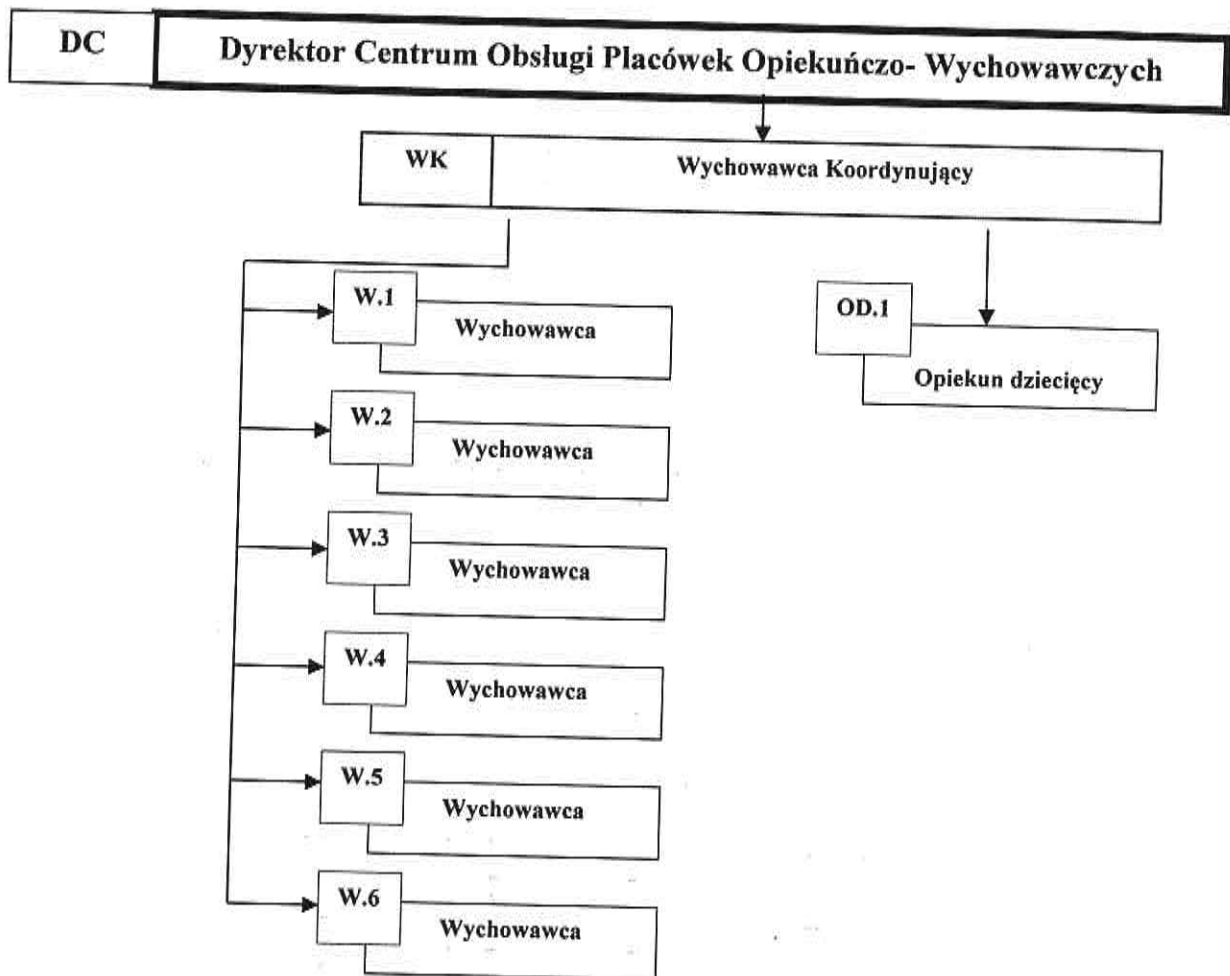 DC Dyrektor Centrum Obsługi Placówek Opiekuńczo- Wychowawczych
WK Wychowawca Koordynujący
W.1
Wychowawca
W.2
Wychowawca
W.3
Wychowawca
W.4
Wychowawca
W.5
Wychowawca
W.6
Wychowawca
OD.1
Opiekun dziecięcy